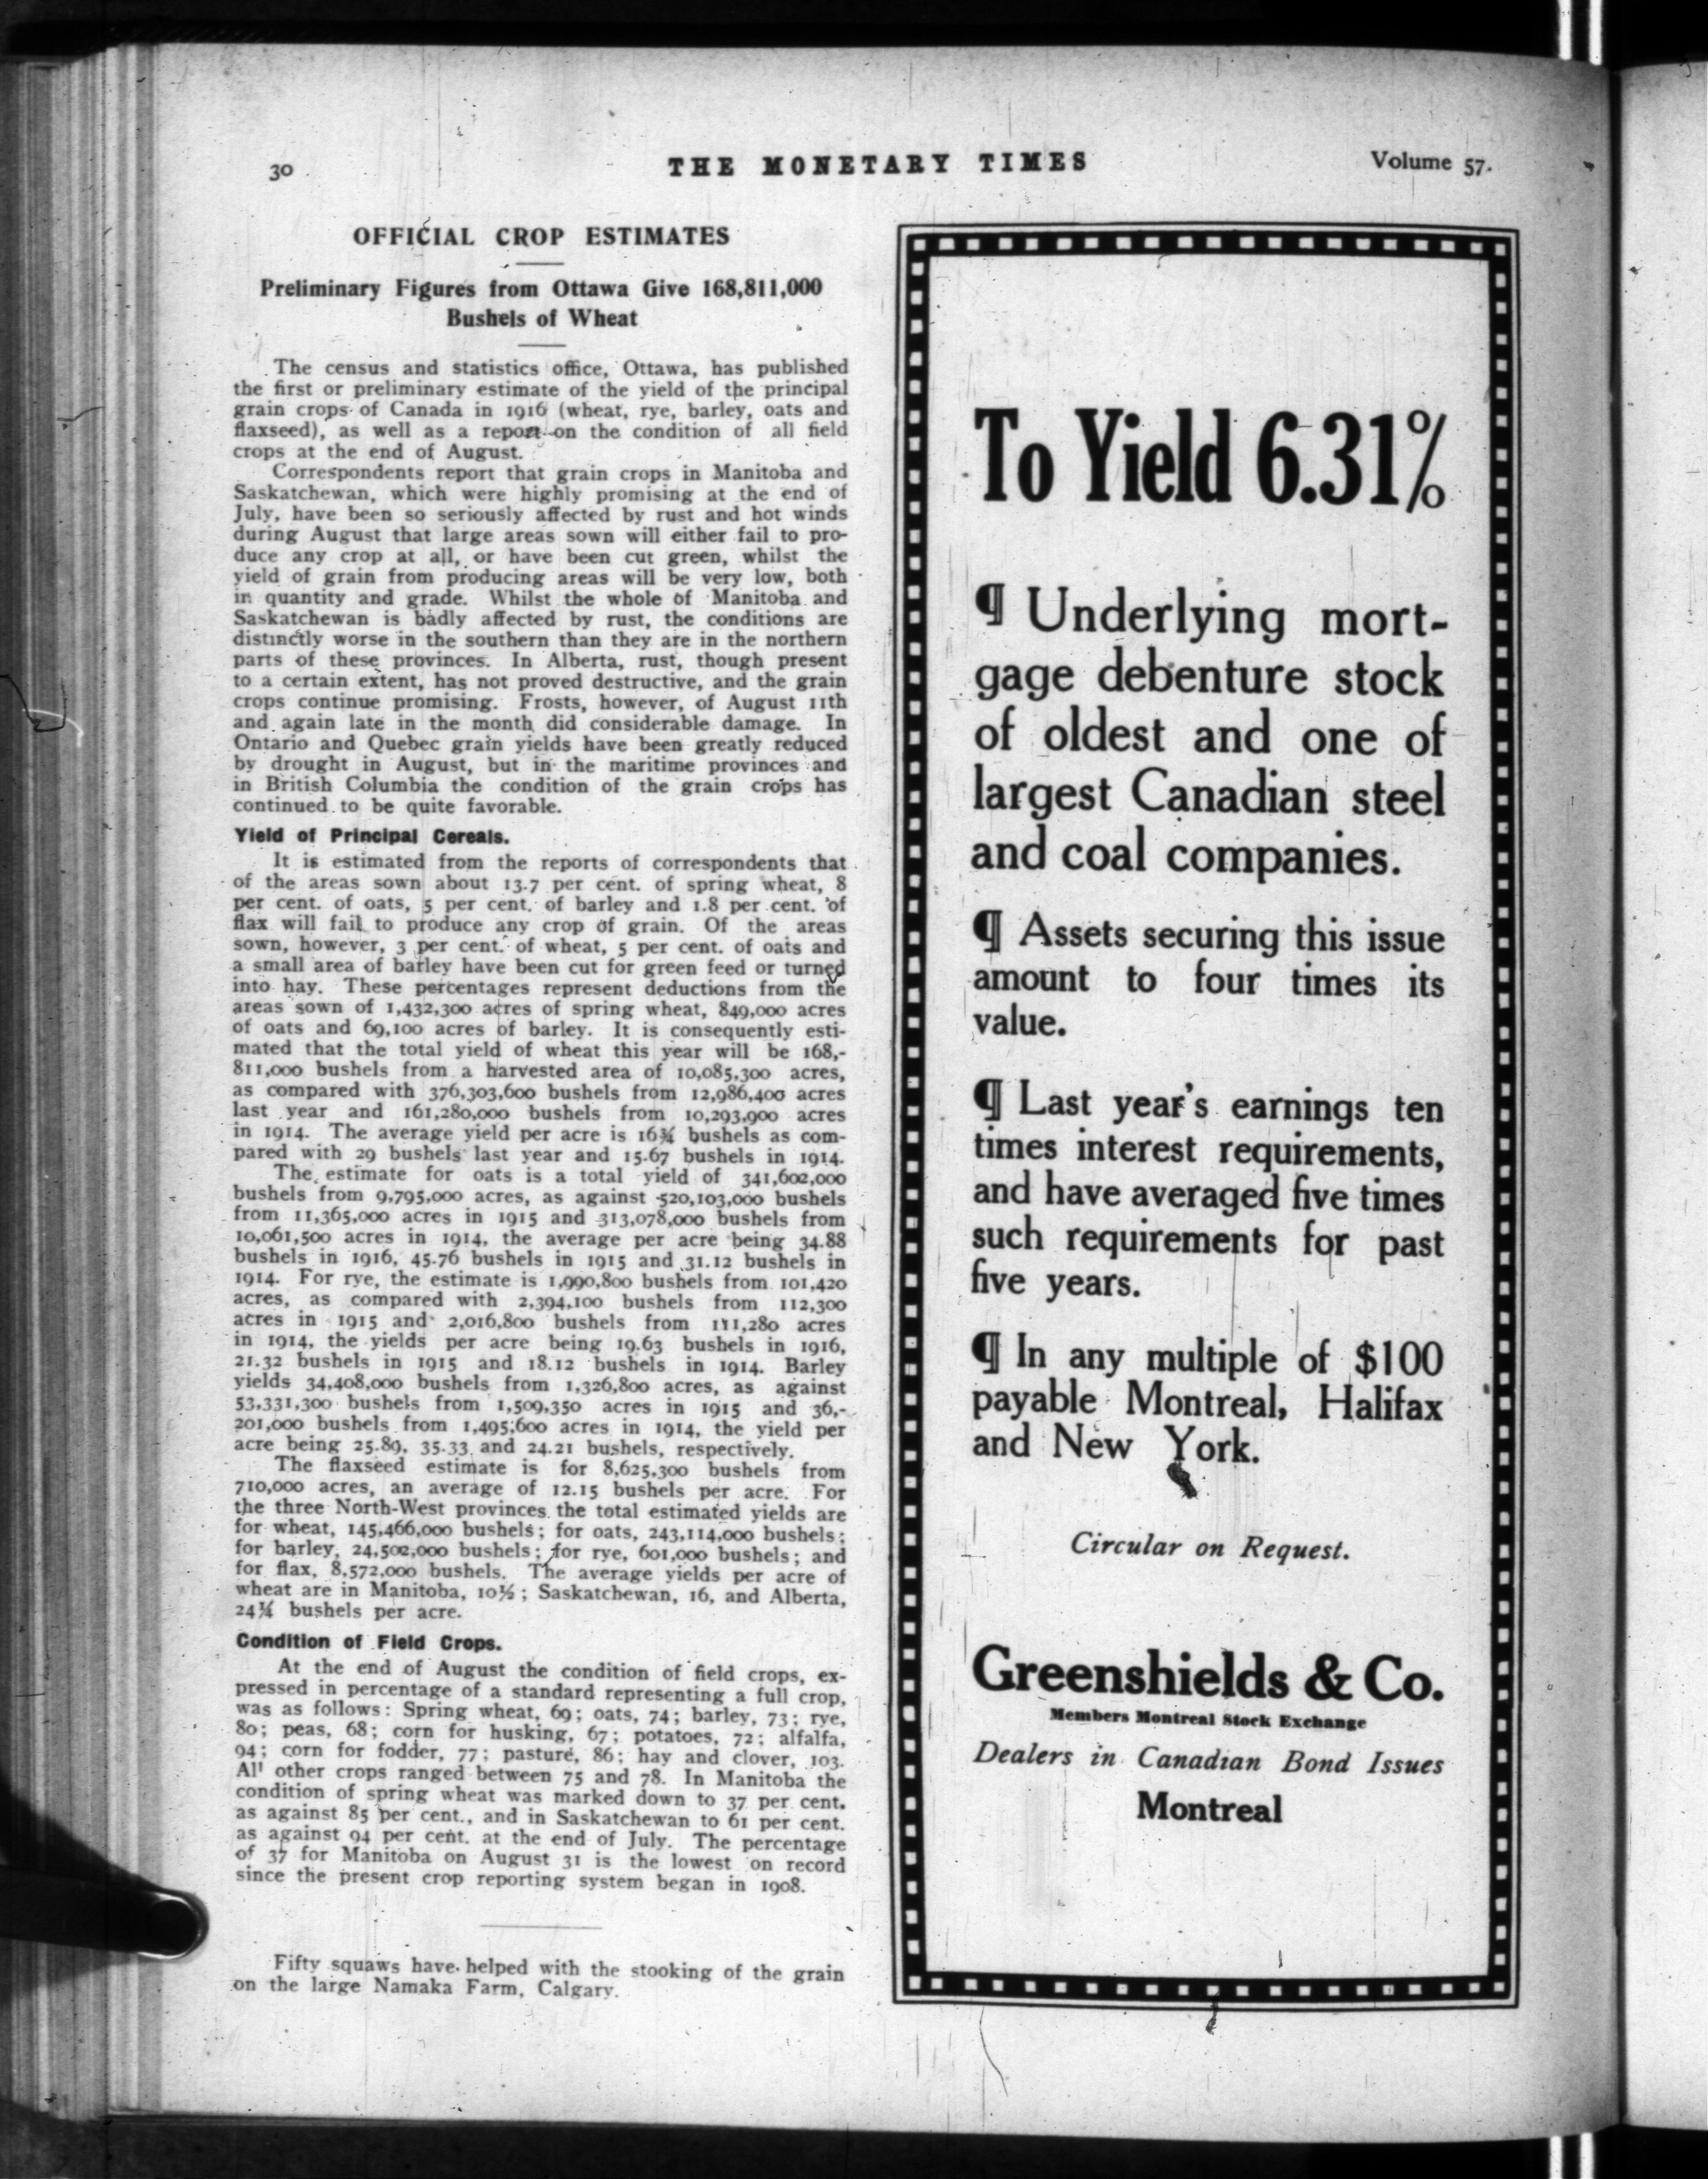 30
THE MONETARY TIMES
Volume 57.
OFFICIAL CROP ESTIMATES
Preliminary Figures from Ottawa Give 168,811,000
Bushels of Wheat
The census and statistics office, Ottawa, has published
the first or preliminary estimate of the yield of the principal
grain crops of Canada in 1916 (wheat, rye, barley, oats and
flaxseed), as well as a report on the condition of all field
crops at the end of August.
Correspondents report that grain crops in Manitoba and
Saskatchewan, which were highly promising at the end of
July, have been so seriously affected by rust and hot winds
during August that large areas sown will either fail to pro-
duce any crop at all, or have been cut green, whilst the
yield of grain from producing areas will be very low, both
in quantity and grade. Whilst the whole of Manitoba and
Saskatchewan is badly affected by rust, the conditions are
distinctly worse in the southern than they are in the northern
parts of these provinces. In Alberta, rust, though present
to a certain extent, has not proved destructive, and the grain
crops continue promising. Frosts, however, of August 11th
and again late in the month did considerable damage. In
Ontario and Quebec grain yields have been greatly reduced
by drought in August, but in the maritime provinces and
in British Columbia the condition of the grain crops has
continued to be quite favorable.
Yield of Principal Cereals.
It is estimated from the reports of correspondents that
of the areas sown about 13.7 per cent. of spring wheat, 8
per cent. of oats, 5 per cent. of barley and 1.8 per cent. of
flax will fail to produce any crop of grain. Of the areas
sown, however, 3 per cent. of wheat, 5 per cent. of oats and
a small area of barley have been cut for green feed or turned
into hay. These percentages represent deductions from the
areas sown of 1,432,300 acres of spring wheat, 849,000 acres
of oats and 69,100 acres of barley. It is consequently esti-
mated that the total yield of wheat this year will be 168,-
811,000 bushels from a harvested area of 10,085,300 acres,
as compared with 376,303,600 bushels from 12,986,400 acres
last year and 161,280,000 bushels from 10,293,900 acres
in 1914. The average yield per acre is 16¾ bushels as com-
pared with 29 bushels last year and 15.67 bushels in 1914.
The estimate for oats is a total yield of 341,602,000
bushels from 9,795,000 acres, as against 520,103,000 bushels
from 11,365,000 acres in 1915 and 313,078,000 bushels from
10,061,500 acres in 1914, the average per acre being 34.88
bushels in 1916, 45.76 bushels in 1915 and 31.12 bushels in
1914. For rye, the estimate is 1,990,800 bushels from 101,420
acres, as compared with 2,394,100 bushels from 112,300
acres in 1915 and 2,016,800 bushels from 111,280 acres
in 1914, the yields per acre being 19.63 bushels in 1916,
21.32 bushels in 1915 and 18.12 bushels in 1914. Barley
yields 34,408,000 bushels from 1,326,800 acres, as against
53,331,300 bushels from 1,509,350 acres in 1915 and 36,-
201,000 bushels from 1,495,600 acres in 1914, the yield per
acre being 25.89, 35.33 and 24.21 bushels, respectively.
The flaxseed estimate is for 8,625,300 bushels from
710,000 acres, an average of 12.15 bushels per acre. For
the three North-West provinces the total estimated yields are
for wheat, 145,466,000 bushels; for oats, 243,114,000 bushels;
for barley, 24,502,000 bushels; for rye, 601,000 bushels; and
for flax, 8,572,000 bushels. The average yields per acre of
wheat are in Manitoba, 10½; Saskatchewan, 16, and Alberta,
24¼ bushels per acre.
Condition of Field Crops.
At the end of August the condition of field crops, ex-
pressed in percentage of a standard representing a full crop,
was as follows: Spring wheat, 69; oats, 74; barley, 73; rye,
80; peas, 68; corn for husking, 67; potatoes, 72; alfalfa,
94; corn for fodder, 77; pasture, 86; hay and clover, 103.
All other crops ranged between 75 and 78. In Manitoba the
condition of spring wheat was marked down to 37 per cent.
as against 85 per cent., and in Saskatchewan to 61 per cent.
as against 94 per cent. at the end of July. The percentage
of 37 for Manitoba on August 31 is the lowest on record
since the present crop reporting system began in 1908.
Fifty squaws have helped with the stooking of the grain
on the large Namaka Farm, Calgary.
To Yield 6.31%
¶ Underlying mort-
gage debenture stock
of oldest and one of
largest Canadian steel
and coal companies.
¶ Assets securing this issue
amount to four times its
value.
¶ Last year's earnings ten
times interest requirements,
and have averaged five times
such requirements for past
five years.
¶ In any multiple of $100
payable Montreal, Halifax
and New York.
Circular on Request.
Greenshields & Co.
Members Montreal Stock Exchange
Dealers in Canadian Bond Issues
Montreal